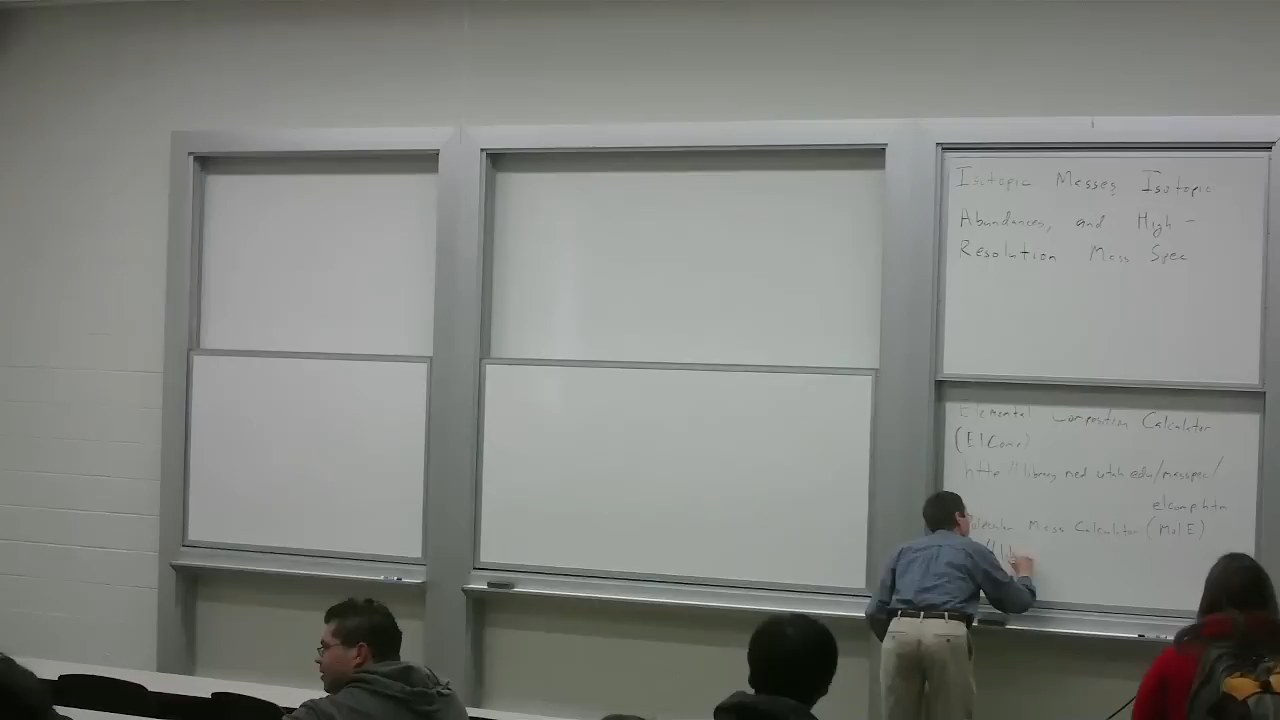 Isotopic Masses, Isotopic
Abundances, and High-
Resolution Mass Spec
Elemental Composition Calculator
(ElComp)
http://library.med.utah.edu/masspec/
elcomp.htm
Mass Calculator (MolE)